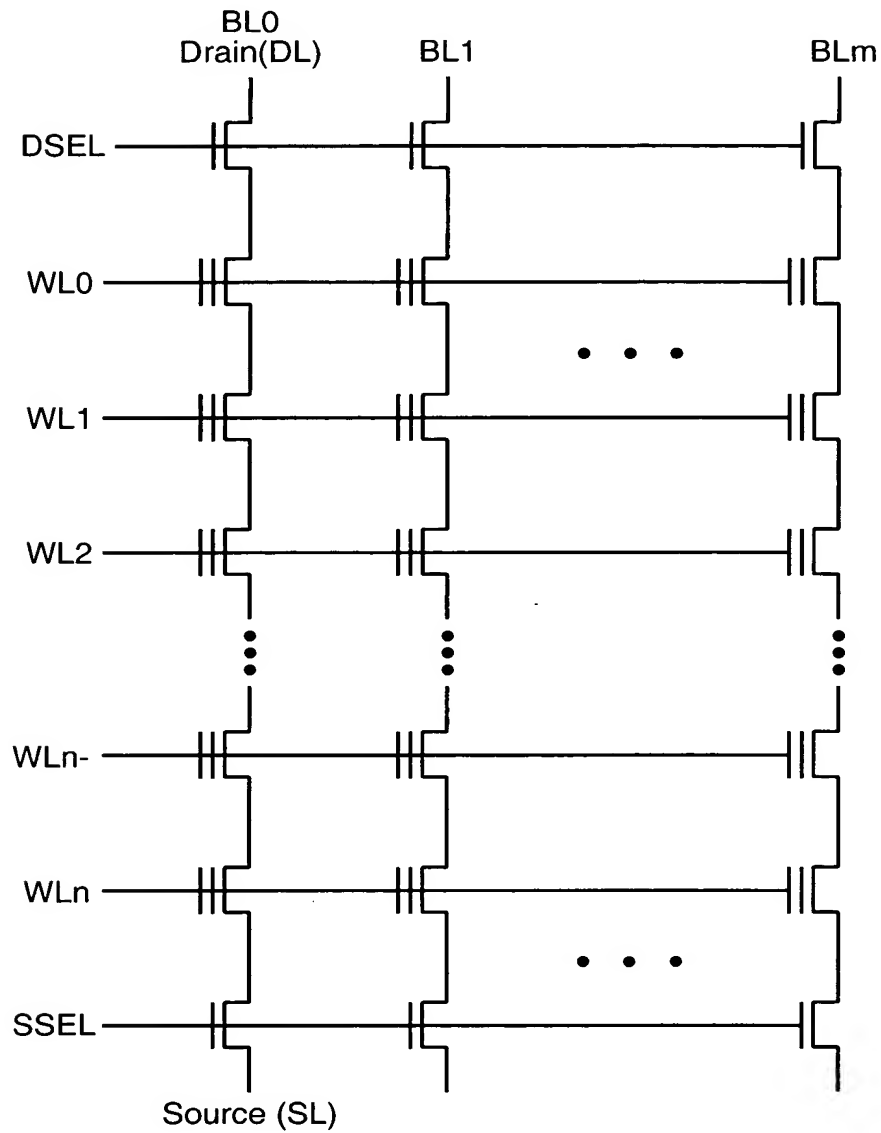 BL0
Drain(DL)
BL1
BLm
DSEL
WL0
WL1
WL2
WLn-
WLn
SSEL
Source (SL)